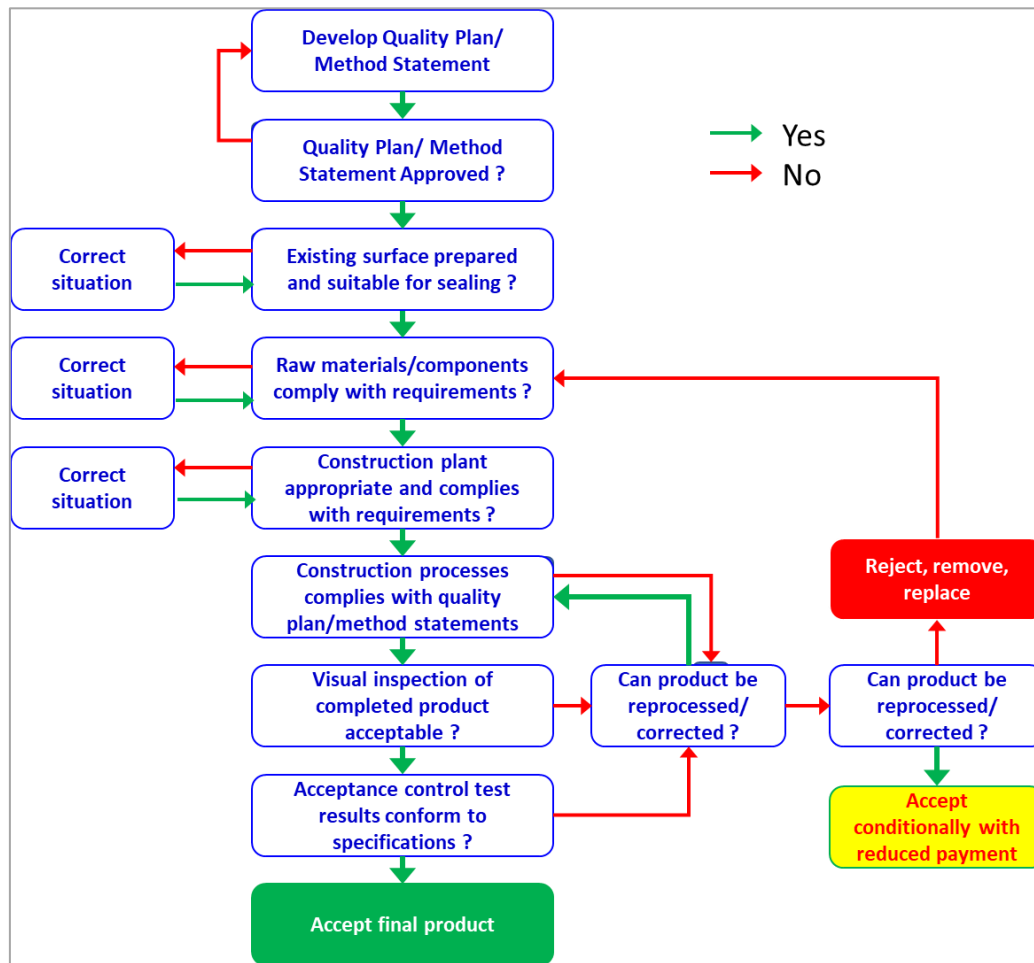 Develop Quality Plan/
Method Statement
Quality Plan/ Method
Statement Approved ?
Yes
No
Correct
situation
Existing surface prepared
and suitable for sealing ?
Correct
situation
Raw materials/components
comply with requirements ?
Correct
situation
Construction plant
appropriate and complies
with requirements ?
Construction processes
complies with quality
plan/method statements
Reject, remove,
replace
Visual inspection of
completed product
acceptable ?
Can product be
reprocessed/
corrected ?
Can product be
reprocessed/
corrected ?
Acceptance control test
results conform to
specifications ?
Accept
conditionally with
reduced payment
Accept final product